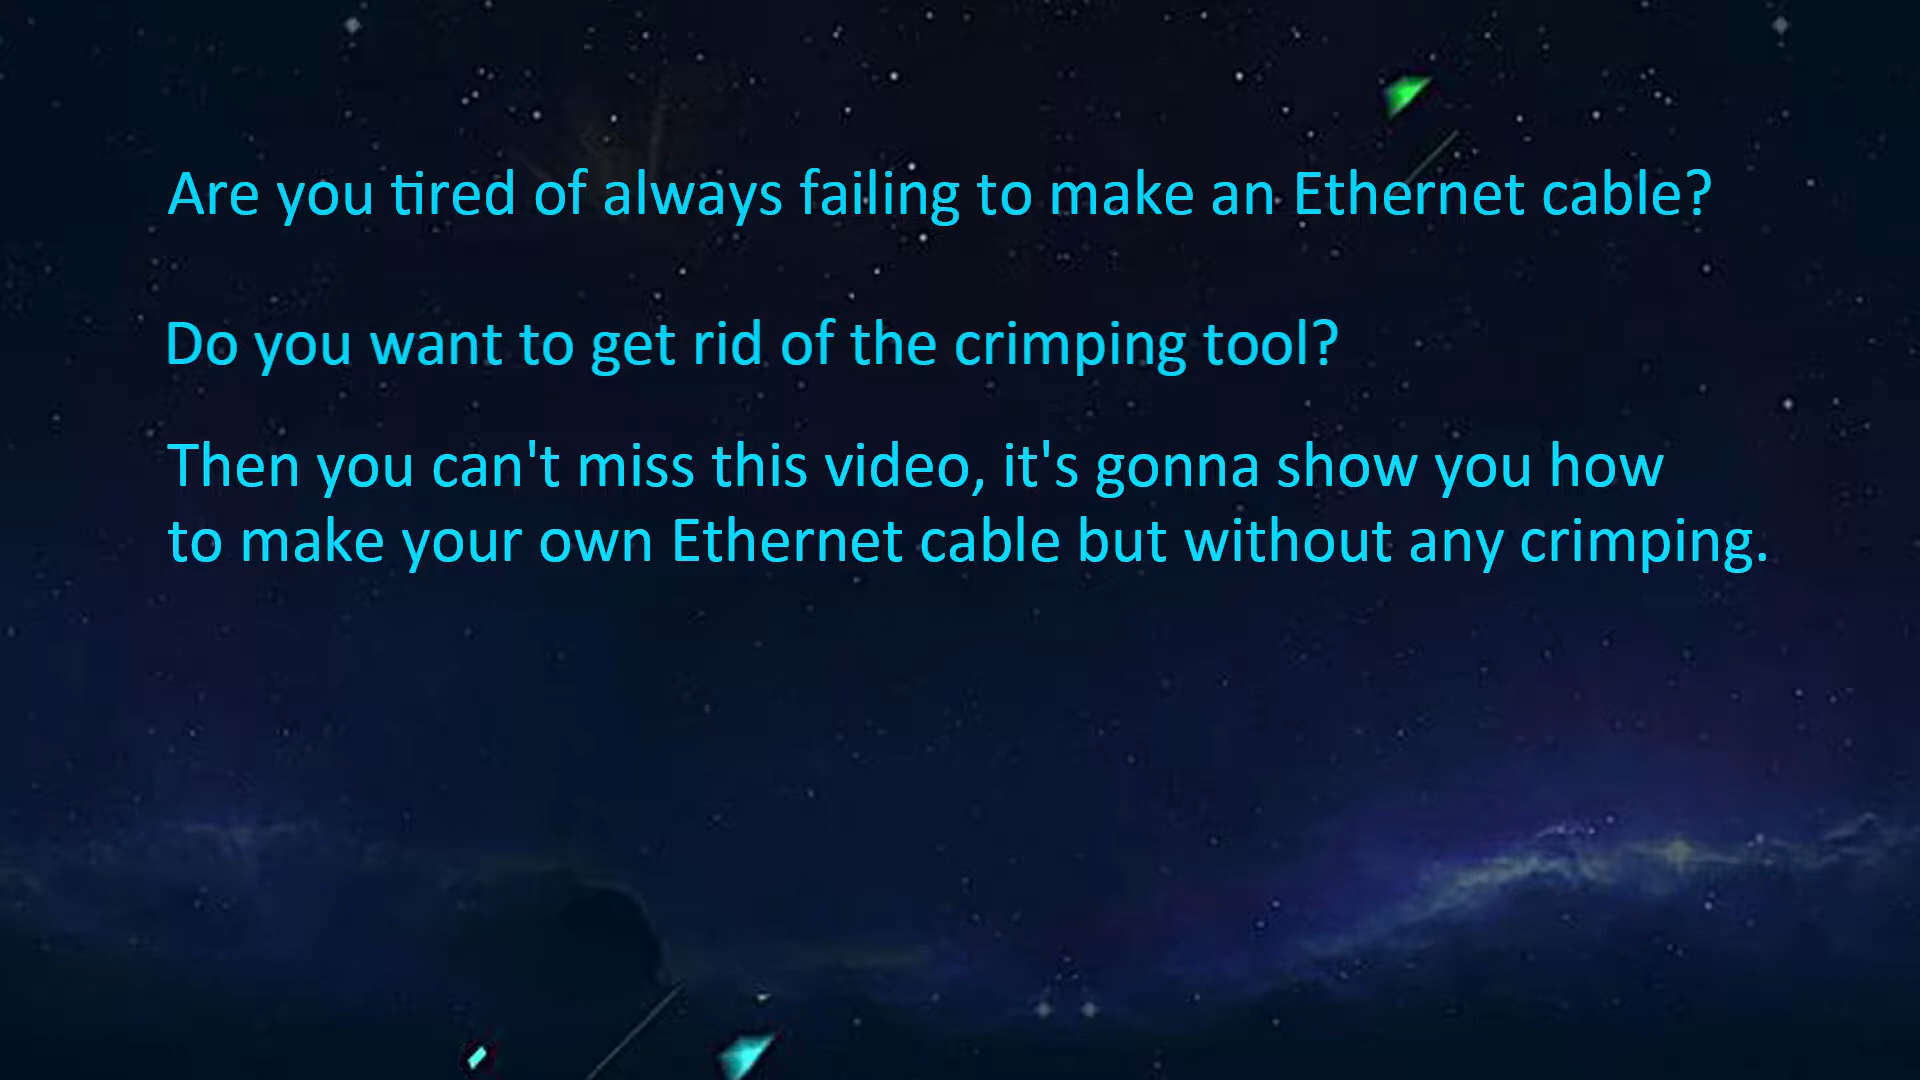 Are you tired of always failing to make an Ethernet cable?
Do you want to get rid of the crimping tool?
Then you can't miss this video, it's gonna show you how
to make your own Ethernet cable but without any crimping.